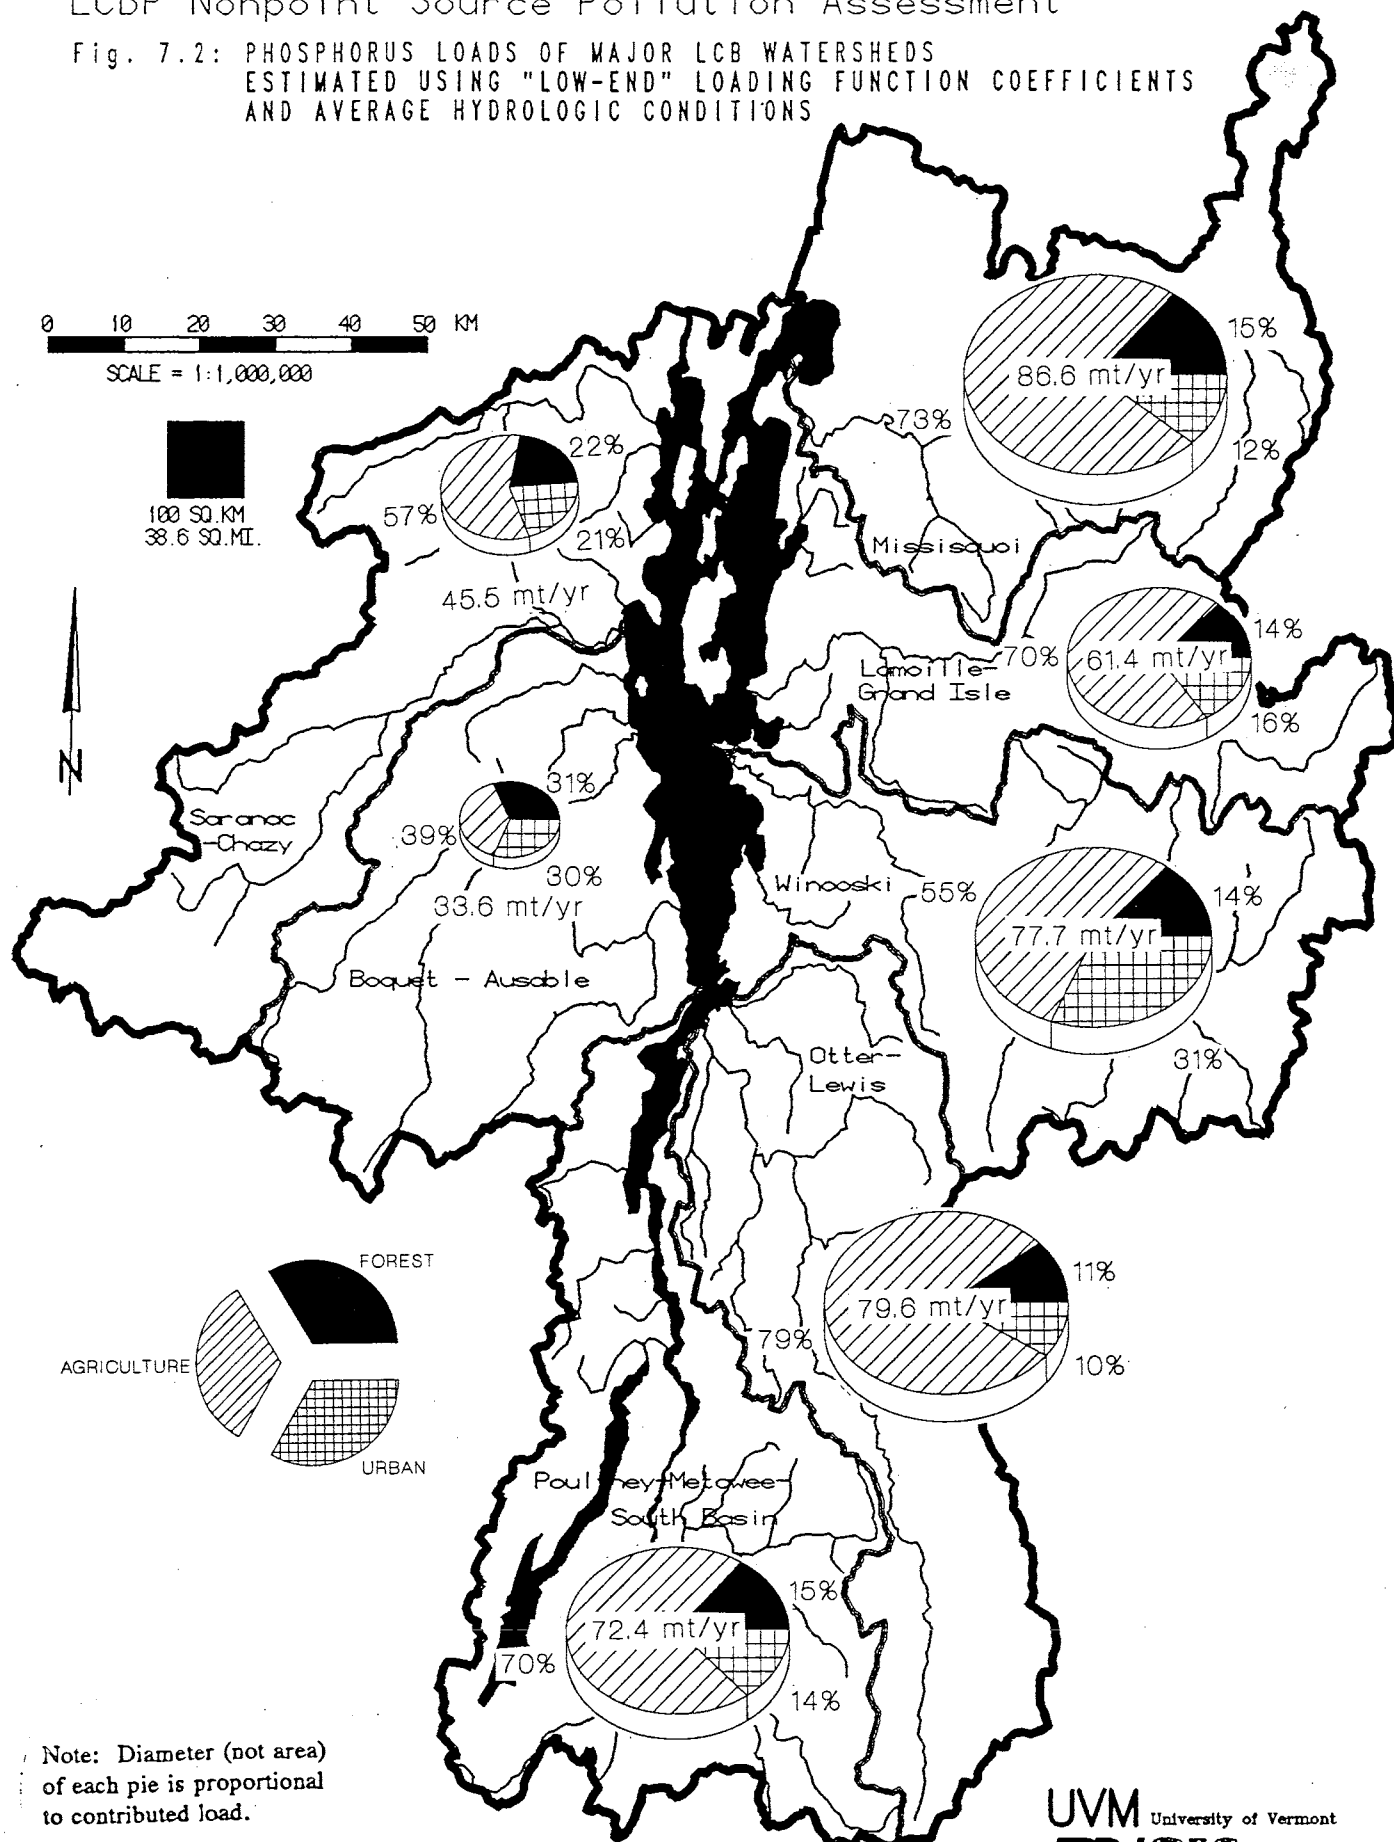 LCBP Nonpoint Source Pollution Assessment
Fig. 7.2: PHOSPHORUS LOADS OF MAJOR LCB WATERSHEDS
ESTIMATED USING "LOW-END" LOADING FUNCTION COEFFICIENTS
AND AVERAGE HYDROLOGIC CONDITIONS
0 10 20 30 40 50 KM
SCALE = 1:1,000,000
100 SQ.KM
38.6 SQ.MI.
N
15%
86.6 mt/yr
73%
12%
Missisquoi
22%
57%
21%
45.5 mt/yr
14%
70%
61.4 mt/yr
16%
Lamoille-
Grand Isle
Saranac
-Chazy
31%
39%
30%
33.6 mt/yr
Boquet - Ausable
Winooski
55%
14%
77.7 mt/yr
31%
Otter-
Lewis
11%
79.6 mt/yr
79%
10%
FOREST
AGRICULTURE
URBAN
Poultney-Metowee-
South Basin
15%
72.4 mt/yr
70%
14%
Note: Diameter (not area)
of each pie is proportional
to contributed load.
UVM University of Vermont